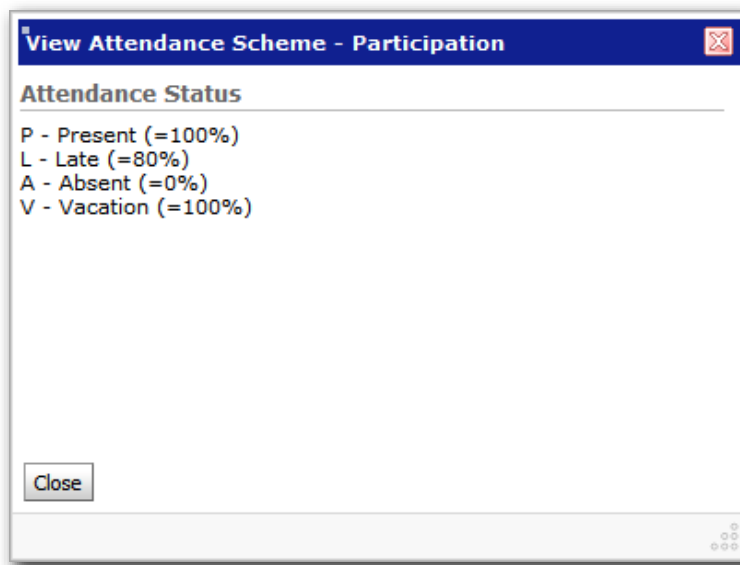 View Attendance Scheme - Participation
Attendance Status
P - Present (=100%)
L - Late (=80%)
A - Absent (=0%)
V - Vacation (=100%)
Close